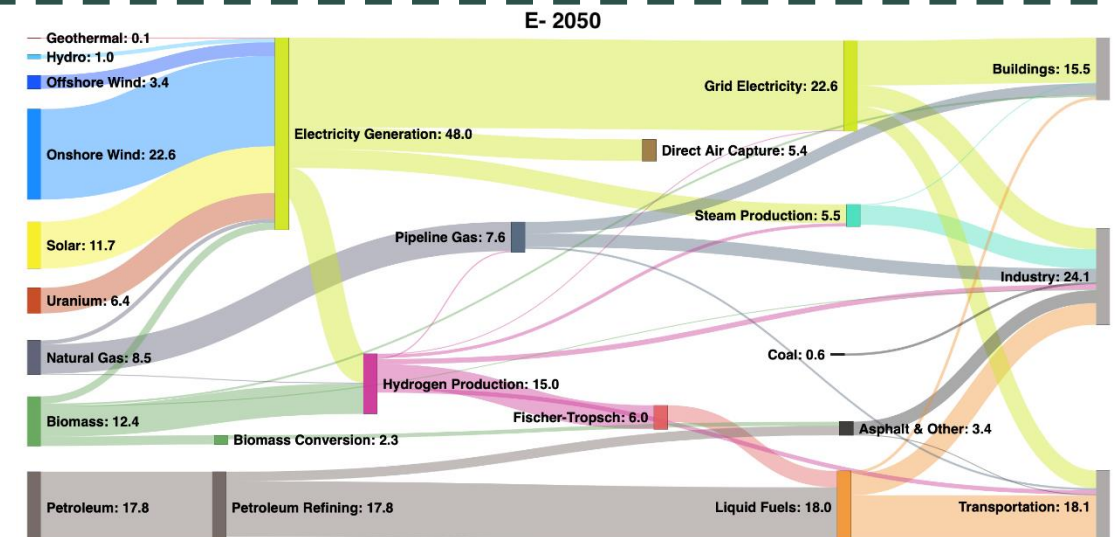 E- 2050
Geothermal: 0.1
Hydro: 1.0
Offshore Wind: 3.4
Onshore Wind: 22.6
Solar: 11.7
Uranium: 6.4
Natural Gas: 8.5
Biomass: 12.4
Petroleum: 17.8
Biomass Conversion: 2.3
Petroleum Refining: 17.8
Electricity Generation: 48.0
Hydrogen Production: 15.0
Pipeline Gas: 7.6
Fischer-Tropsch: 6.0
Direct Air Capture: 5.4
Grid Electricity: 22.6
Steam Production: 5.5
Coal: 0.6
Asphalt & Other: 3.4
Liquid Fuels: 18.0
Buildings: 15.5
Industry: 24.1
Transportation: 18.1